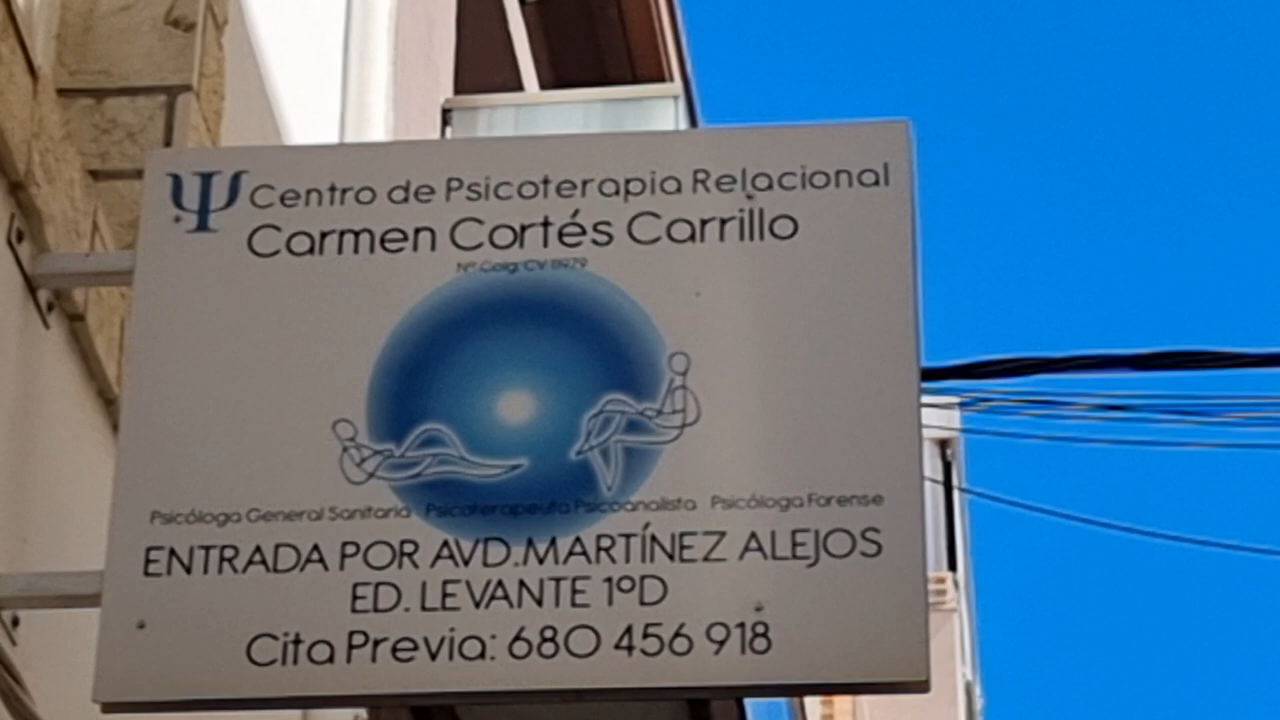 Ψ Centro de Psicoterapia Relacional
Carmen Cortés Carrillo
Nº Colg. CV 11979
Psicóloga General Sanitaria Psicoterapeuta Psicoanalista Psicóloga Forense
ENTRADA POR AVD.MARTÍNEZ ALEJOS
ED. LEVANTE 1ºD
Cita Previa: 680 456 918